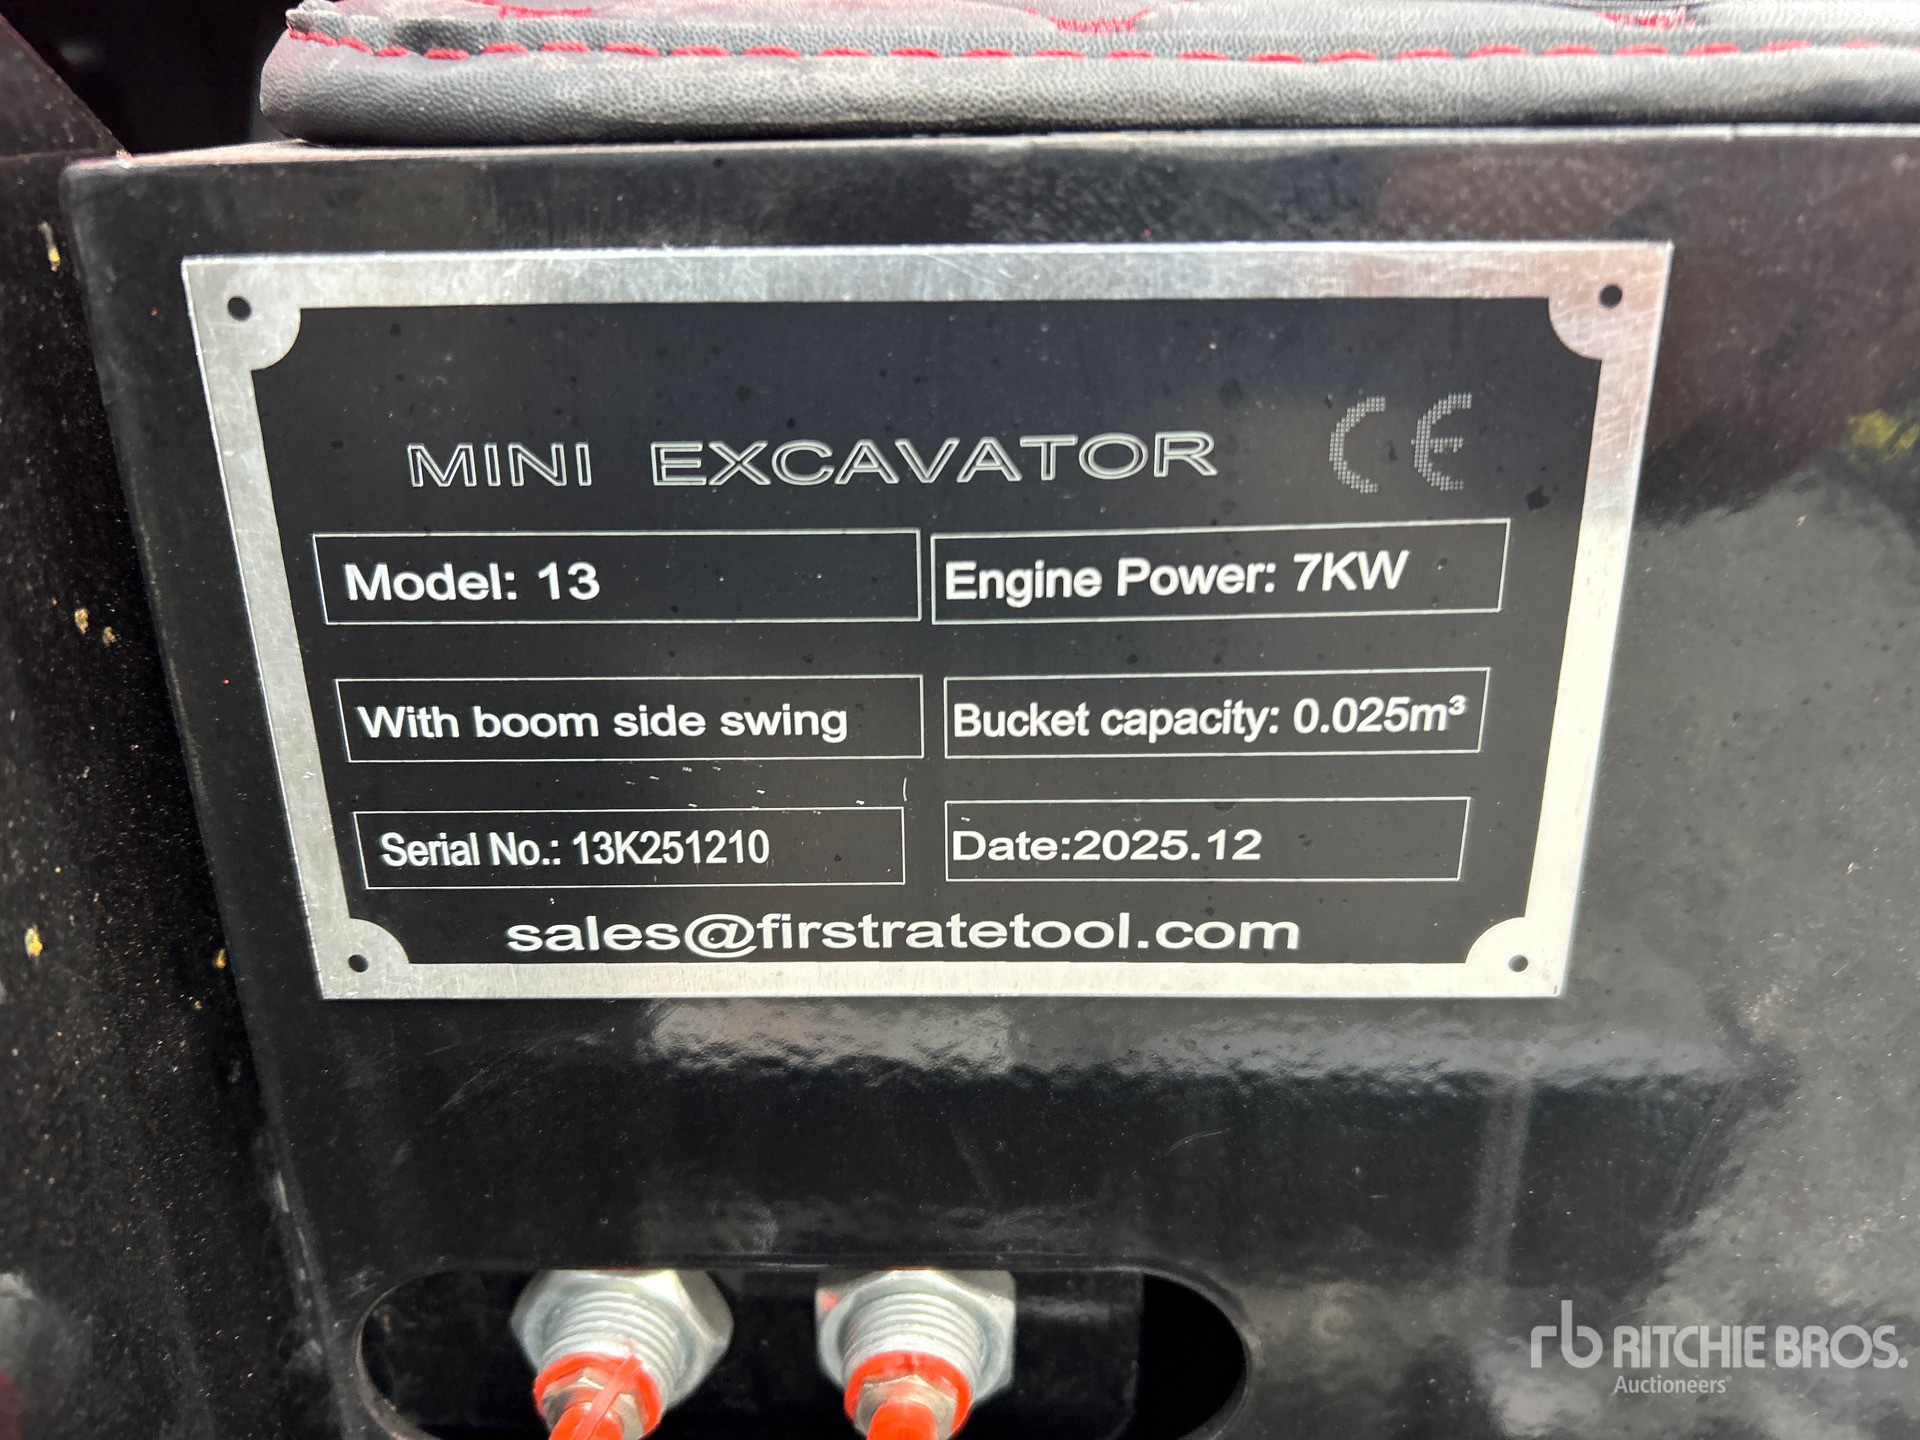 MINI EXCAVATOR CE
Model: 13
Engine Power: 7KW
With boom side swing
Bucket capacity: 0.025m³
Serial No.: 13K251210
Date:2025.12
sales@firstratetool.com
rb RITCHIE BROS.
Auctioneers